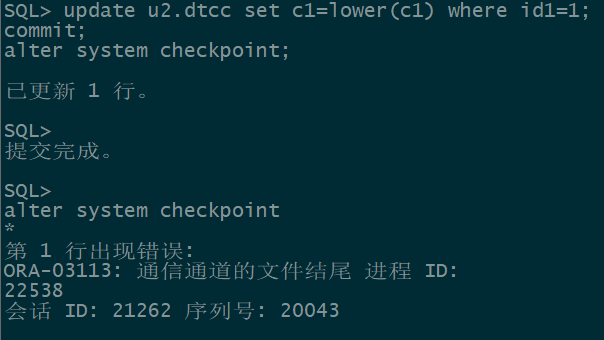 SQL> update u2.dtcc set c1=lower(c1) where id1=1;
commit;
alter system checkpoint;
已更新 1 行。
SQL>
提交完成。
SQL>
alter system checkpoint
*
第 1 行出现错误:
ORA-03113: 通信通道的文件结尾 进程 ID:
22538
会话 ID: 21262 序列号: 20043